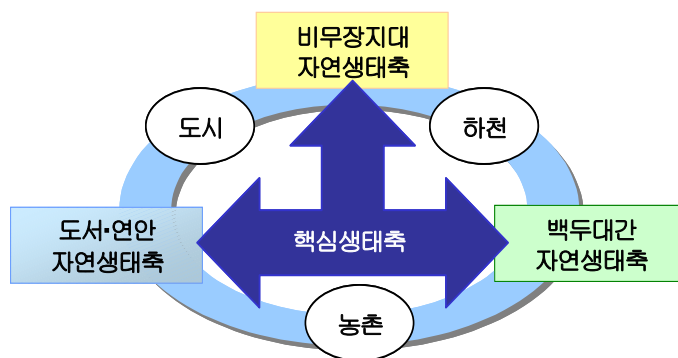 비무장지대
자연생태축
도시
하천
도서·연안
자연생태축
핵심생태축
백두대간
자연생태축
농촌